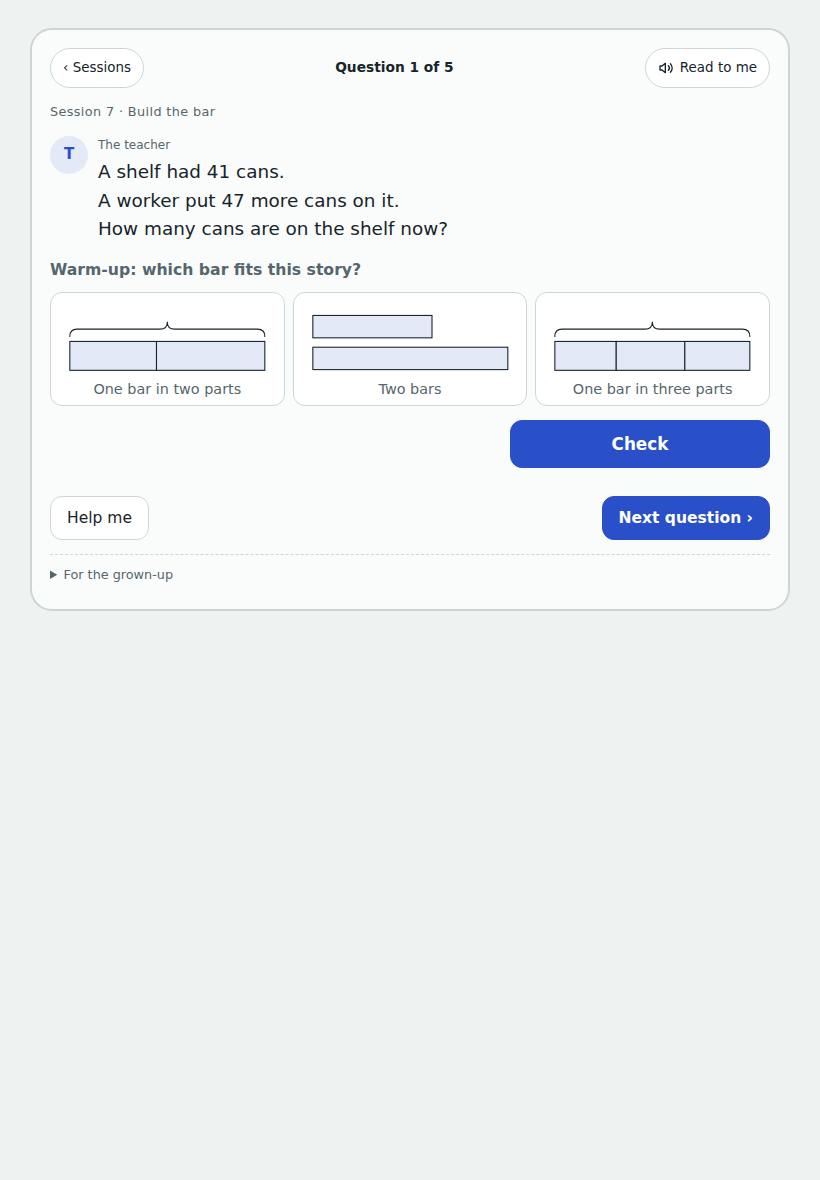 ‹ Sessions
Question 1 of 5
Read to me
Session 7 · Build the bar
T
The teacher
A shelf had 41 cans.
A worker put 47 more cans on it.
How many cans are on the shelf now?
Warm-up: which bar fits this story?
One bar in two parts
Two bars
One bar in three parts
Check
Help me
Next question ›
For the grown-up